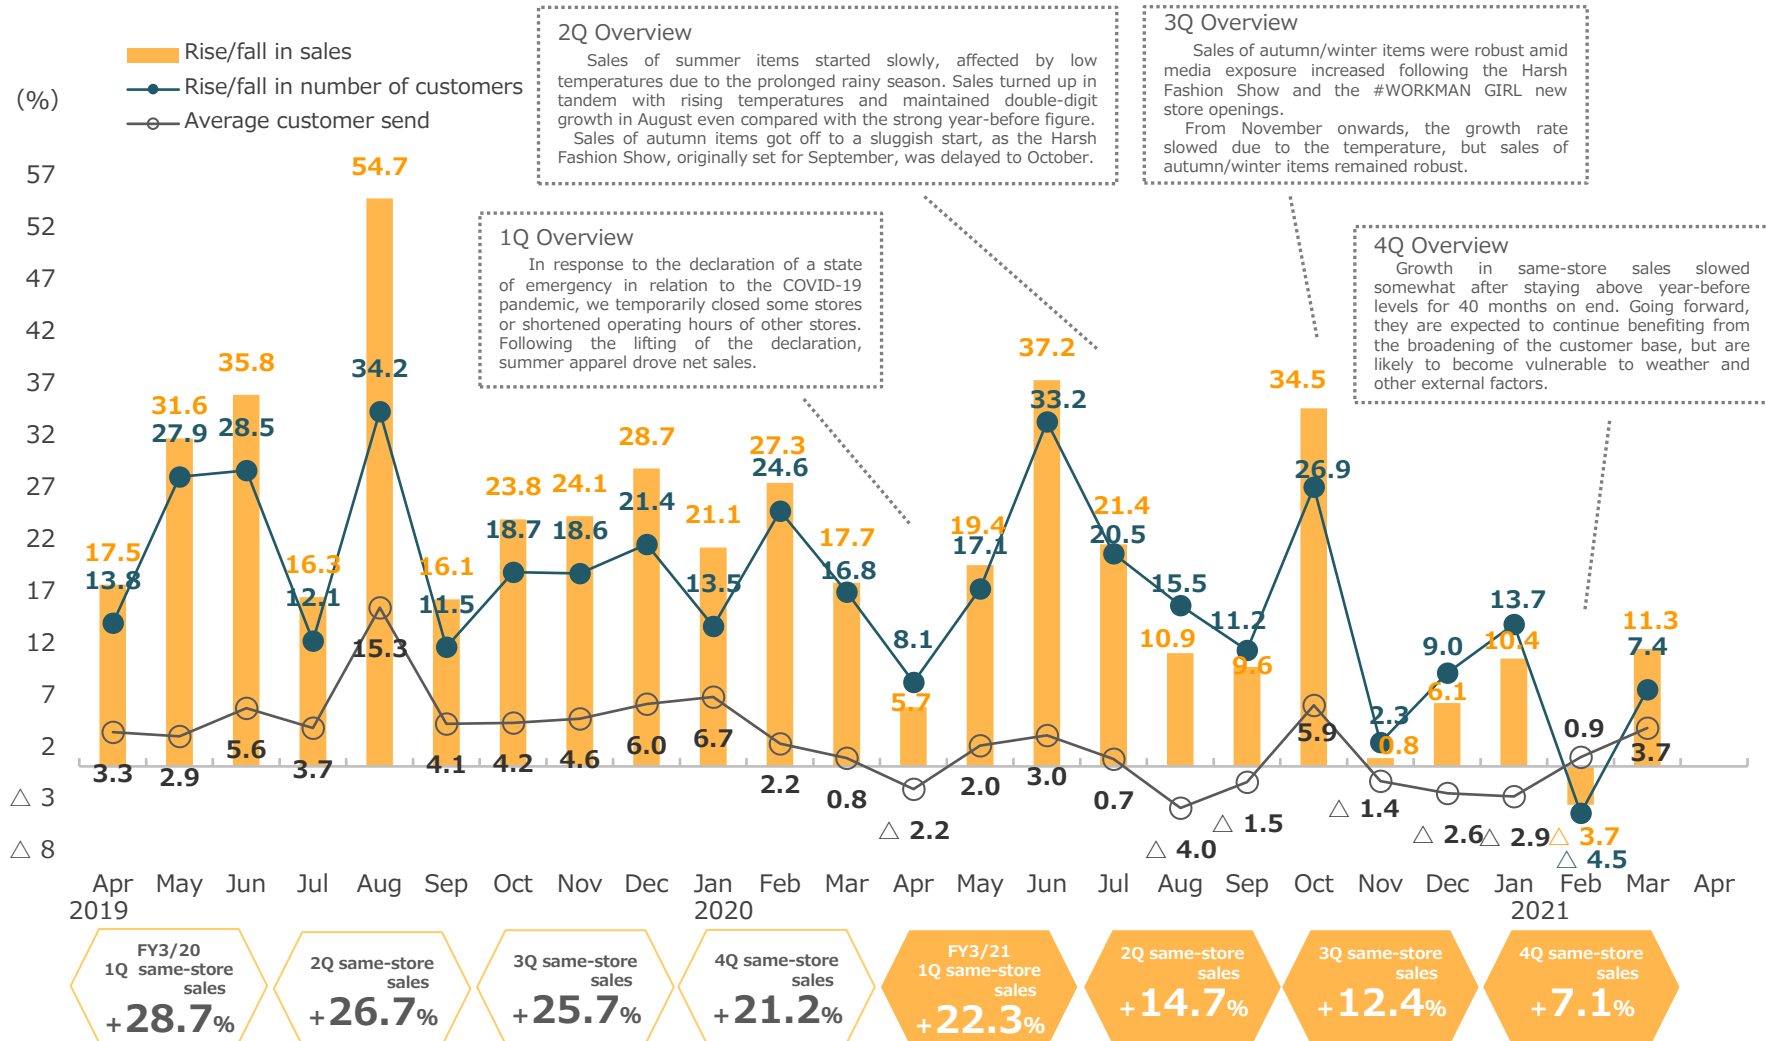 Rise/fall in sales
Rise/fall in number of customers
Average customer send
(%)
57
52
47
42
37
32
27
22
17
12
7
2
△ 3
△ 8
2Q Overview
Sales of summer items started slowly, affected by low
temperatures due to the prolonged rainy season. Sales turned up in
tandem with rising temperatures and maintained double-digit
growth in August even compared with the strong year-before figure.
Sales of autumn items got off to a sluggish start, as the Harsh
Fashion Show, originally set for September, was delayed to October.
3Q Overview
Sales of autumn/winter items were robust amid
media exposure increased following the Harsh
Fashion Show and the #WORKMAN GIRL new
store openings.
From November onwards, the growth rate
slowed due to the temperature, but sales of
autumn/winter items remained robust.
1Q Overview
In response to the declaration of a state
of emergency in relation to the COVID-19
pandemic, we temporarily closed some stores
or shortened operating hours of other stores.
Following the lifting of the declaration,
summer apparel drove net sales.
4Q Overview
Growth in same-store sales slowed
somewhat after staying above year-before
levels for 40 months on end. Going forward,
they are expected to continue benefiting from
the broadening of the customer base, but are
likely to become vulnerable to weather and
other external factors.
17.5 31.6 35.8 16.3 54.7 16.1 23.8 24.1 28.7 21.1 27.3 17.7 5.7 19.4 37.2 21.4 10.9 9.6 34.5 0.8 6.1 10.4 △ 3.7 11.3
13.8 27.9 28.5 12.1 34.2 11.5 18.7 18.6 21.4 13.5 24.6 16.8 8.1 17.1 33.2 20.5 15.5 11.2 26.9 2.3 9.0 13.7 △ 4.5 7.4
3.3 2.9 5.6 3.7 15.3 4.1 4.2 4.6 6.0 6.7 2.2 0.8 △ 2.2 2.0 3.0 0.7 △ 4.0 △ 1.5 5.9 △ 1.4 △ 2.6 △ 2.9 0.9 3.7
Apr May Jun Jul Aug Sep Oct Nov Dec Jan Feb Mar Apr May Jun Jul Aug Sep Oct Nov Dec Jan Feb Mar Apr
2019 2020 2021
FY3/20
1Q same-store
sales
+28.7%
2Q same-store
sales
+26.7%
3Q same-store
sales
+25.7%
4Q same-store
sales
+21.2%
FY3/21
1Q same-store
sales
+22.3%
2Q same-store
sales
+14.7%
3Q same-store
sales
+12.4%
4Q same-store
sales
+7.1%